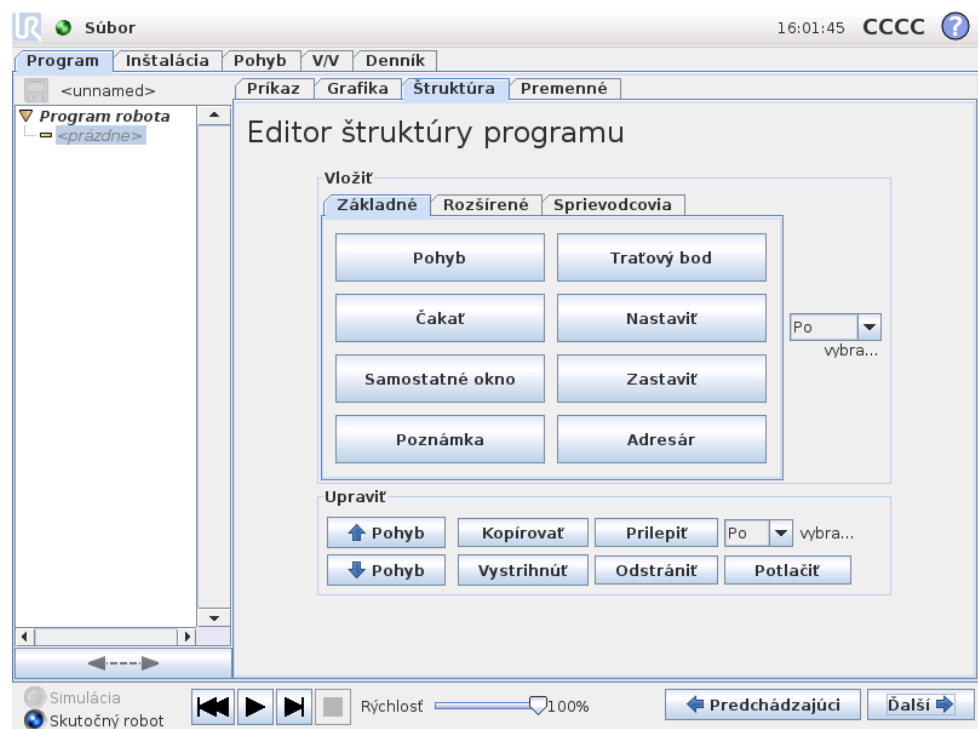 UR Súbor 16:01:45 CCCC ?
Program Inštalácia Pohyb V/V Denník
<unnamed> Príkaz Grafika Štruktúra Premenné
Program robota
<prázdne>
Editor štruktúry programu
Vložiť
Základné Rozšírené Sprievodcovia
Pohyb Traťový bod
Čakať Nastaviť
Po
vybra...
Samostatné okno Zastaviť
Poznámka Adresár
Upraviť
Pohyb Kopírovať Prilepiť Po vybra...
Pohyb Vystrihnúť Odstrániť Potlačiť
Simulácia
Skutočný robot
Rýchlosť 100% Predchádzajúci Ďalší